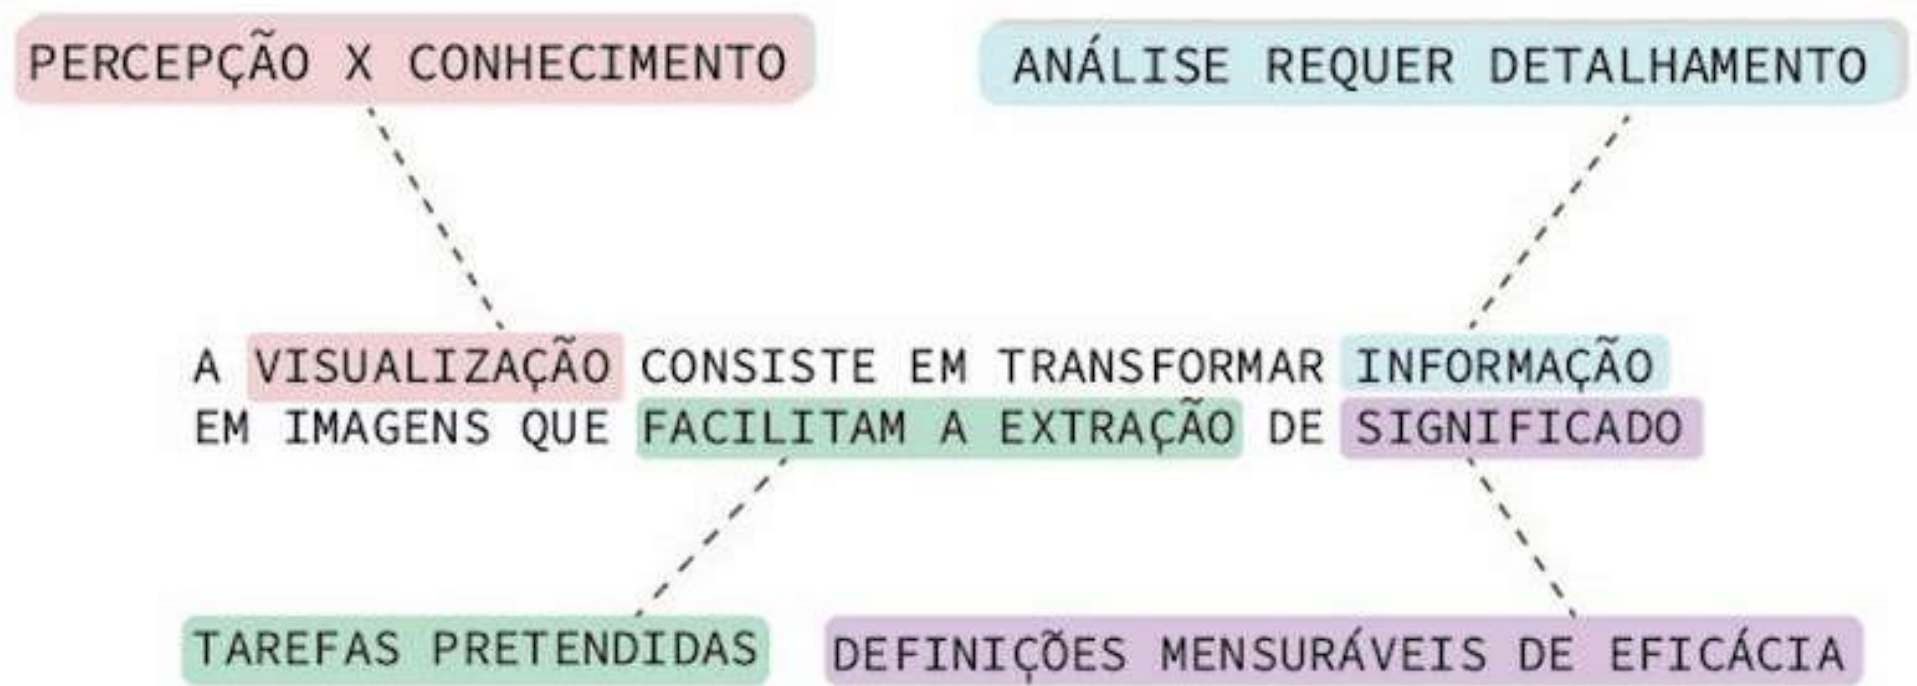 PERCEPÇÃO X CONHECIMENTO
ANÁLISE REQUER DETALHAMENTO
A VISUALIZAÇÃO CONSISTE EM TRANSFORMAR INFORMAÇÃO
EM IMAGENS QUE FACILITAM A EXTRAÇÃO DE SIGNIFICADO
TAREFAS PRETENDIDAS
DEFINIÇÕES MENSURÁVEIS DE EFICÁCIA